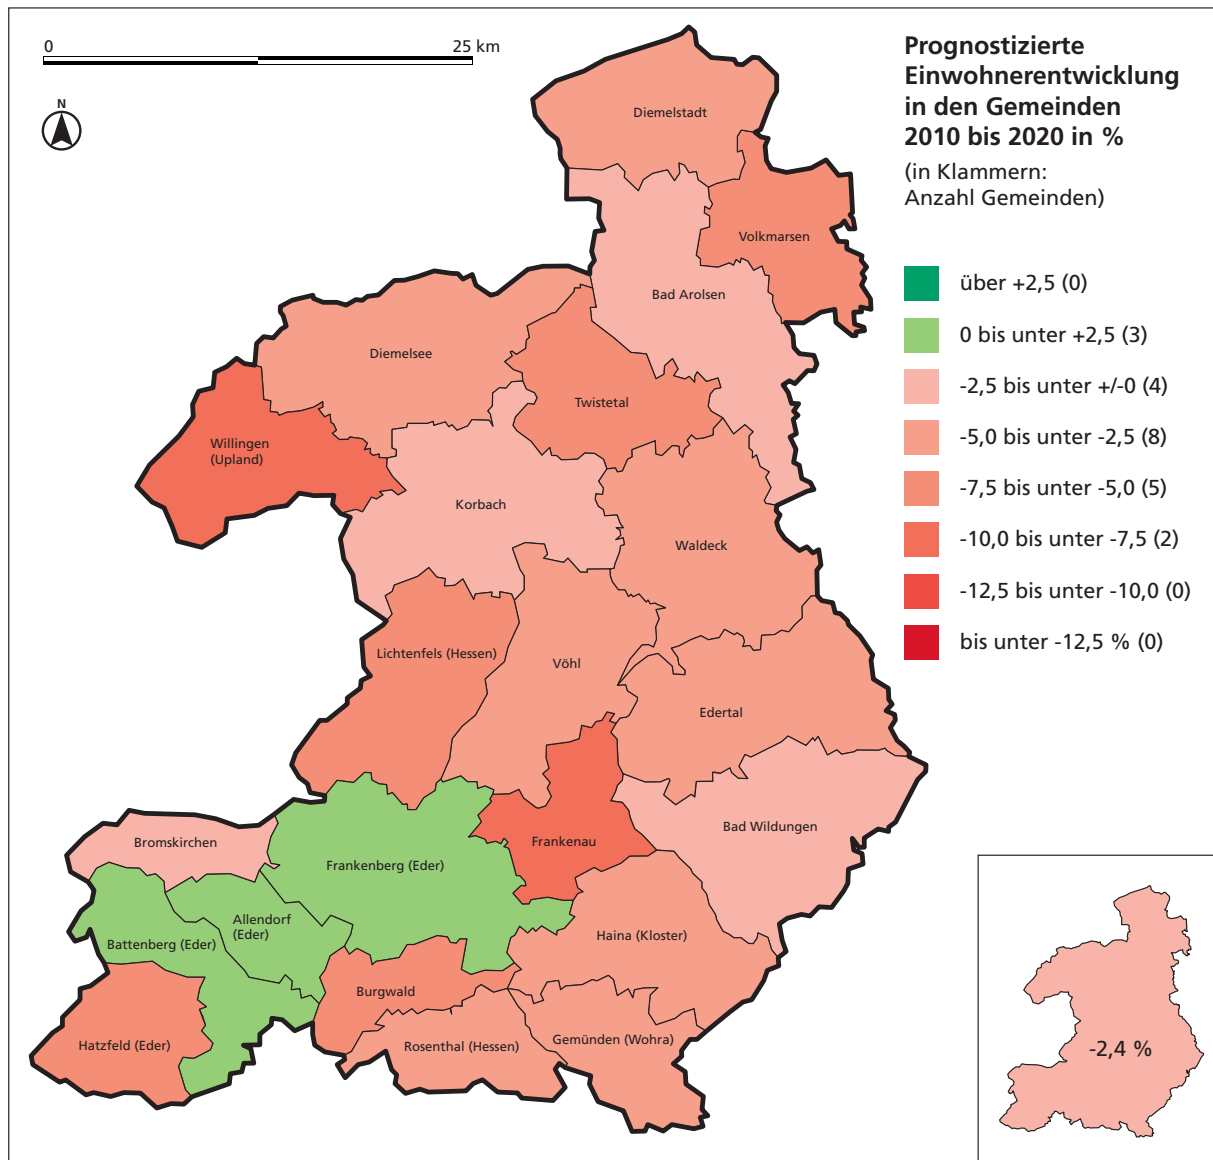 0 25 km
N
Prognostizierte
Einwohnerentwicklung
in den Gemeinden
2010 bis 2020 in %
(in Klammern:
Anzahl Gemeinden)
über +2,5 (0)
0 bis unter +2,5 (3)
-2,5 bis unter +/-0 (4)
-5,0 bis unter -2,5 (8)
-7,5 bis unter -5,0 (5)
-10,0 bis unter -7,5 (2)
-12,5 bis unter -10,0 (0)
bis unter -12,5 % (0)
Diemelstadt
Volkmarsen
Bad Arolsen
Diemelsee
Twistetal
Willingen
(Upland)
Korbach
Waldeck
Lichtenfels (Hessen)
Vöhl
Edertal
Bad Wildungen
Bromskirchen
Frankenau
Frankenberg (Eder)
Allendorf
(Eder)
Battenberg (Eder)
Haina (Kloster)
Burgwald
Hatzfeld (Eder)
Rosenthal (Hessen)
Gemünden (Wohra)
-2,4 %